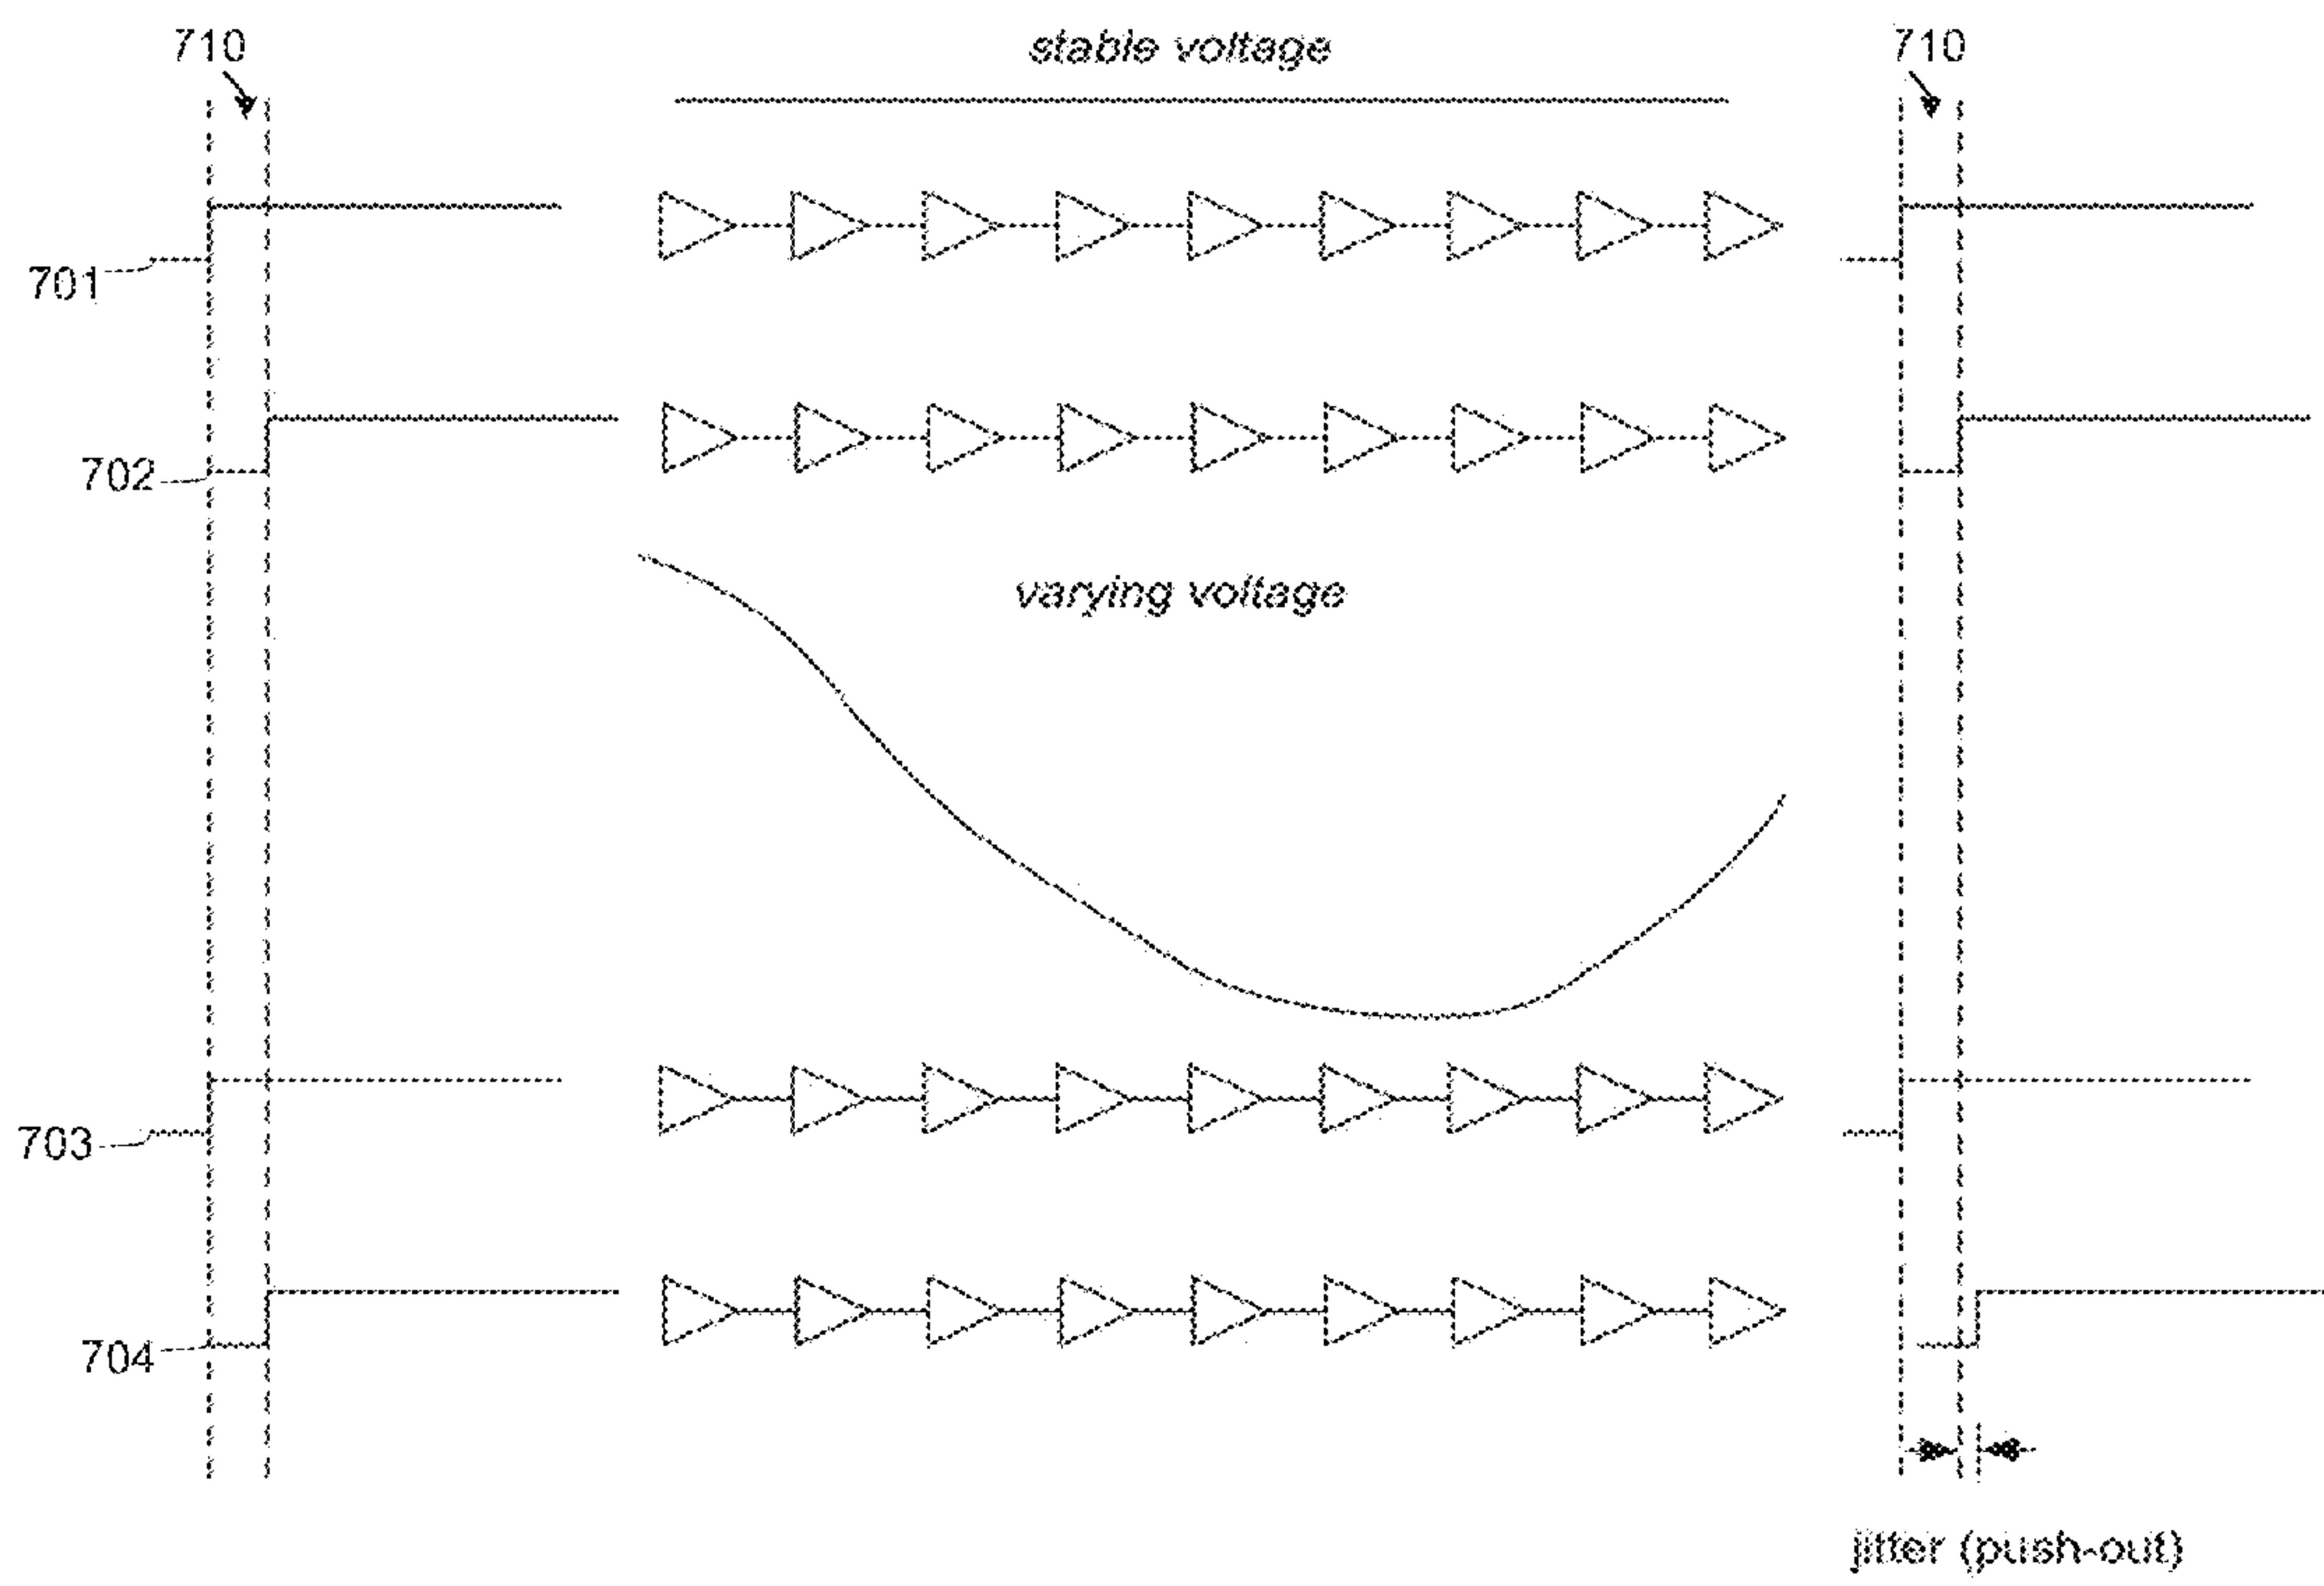 710
stable voltage
710
701
702
varying voltage
703
704
jitter (push-out)